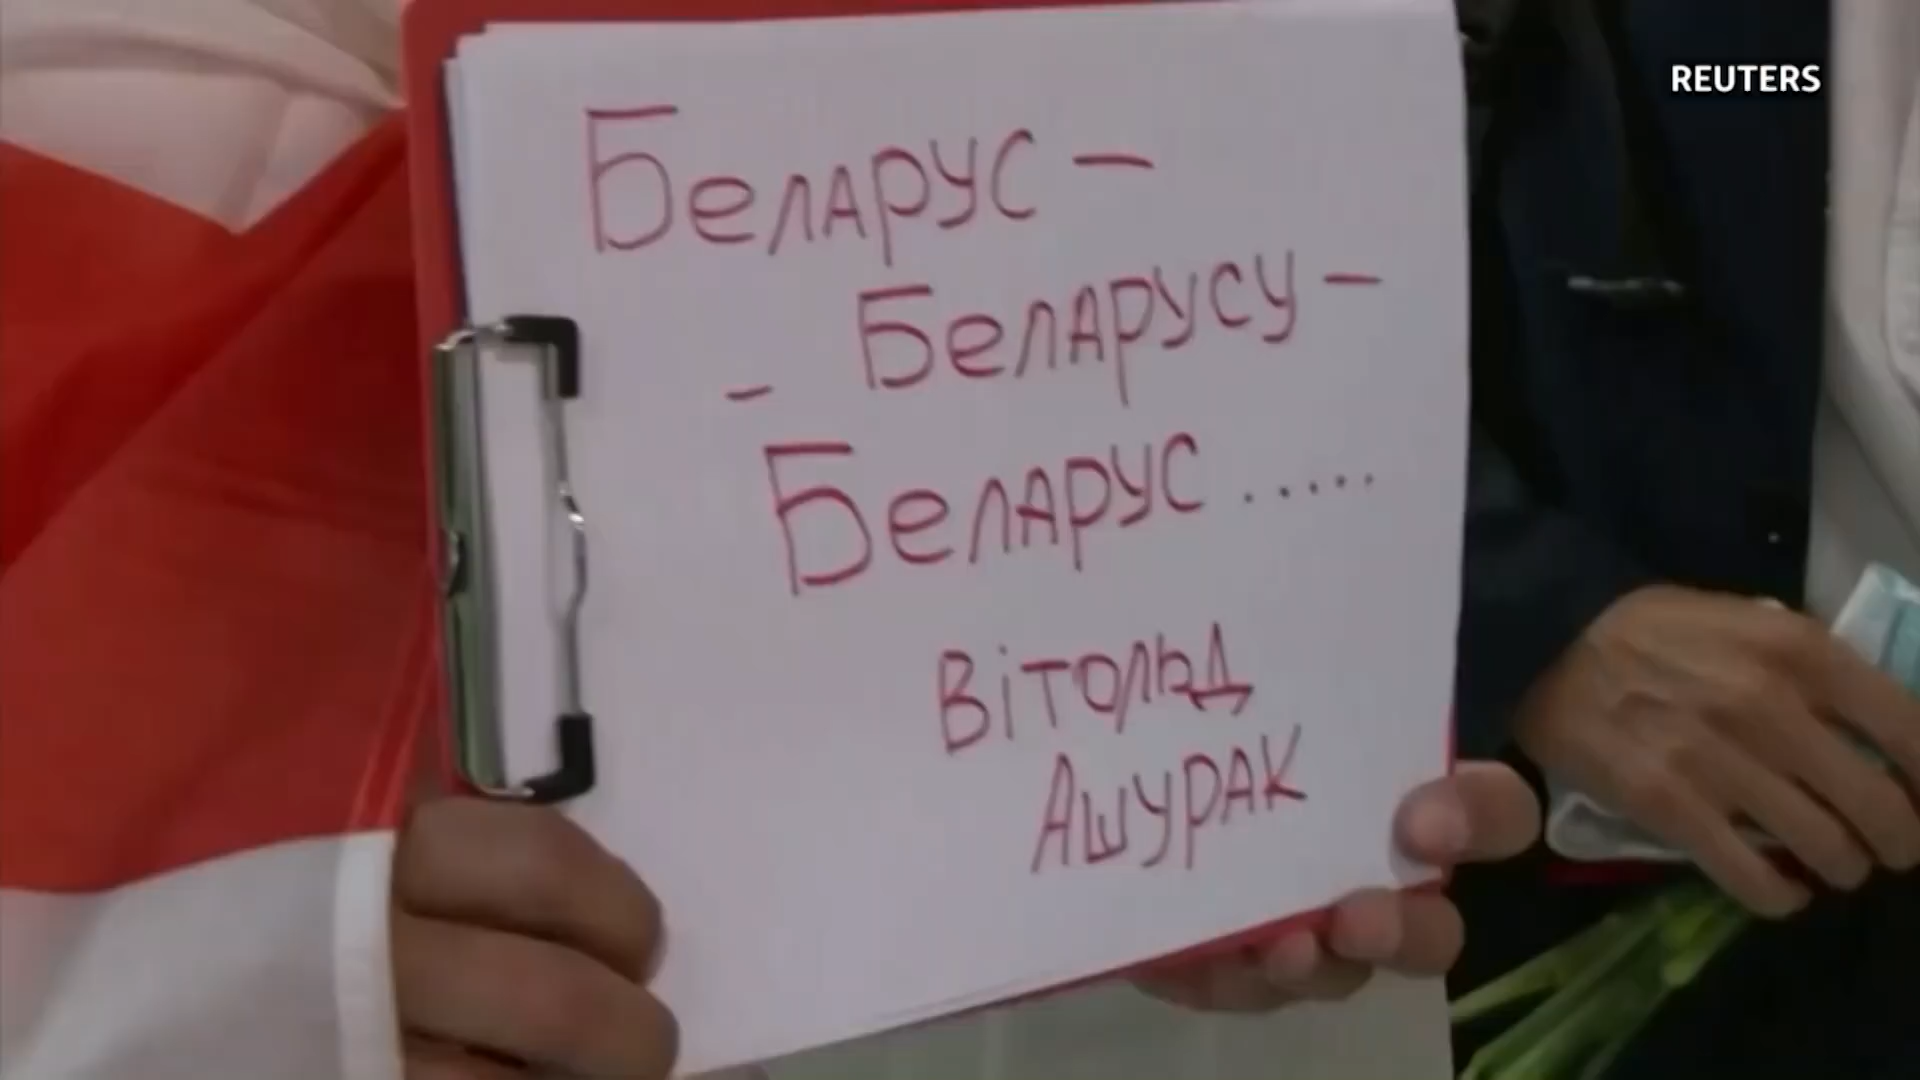 REUTERS
Беларус –
Беларусу –
- Беларус .....
Вітольд
Ашурак